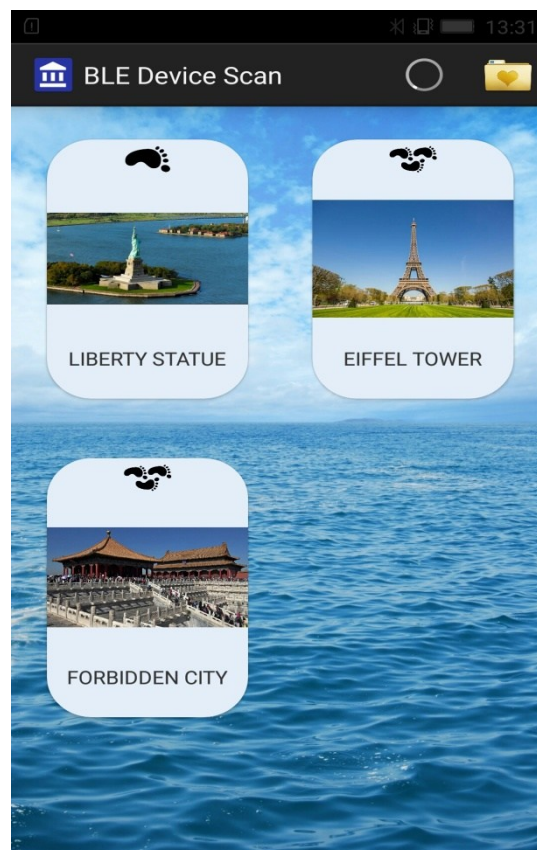 13:31
BLE Device Scan
LIBERTY STATUE
EIFFEL TOWER
FORBIDDEN CITY